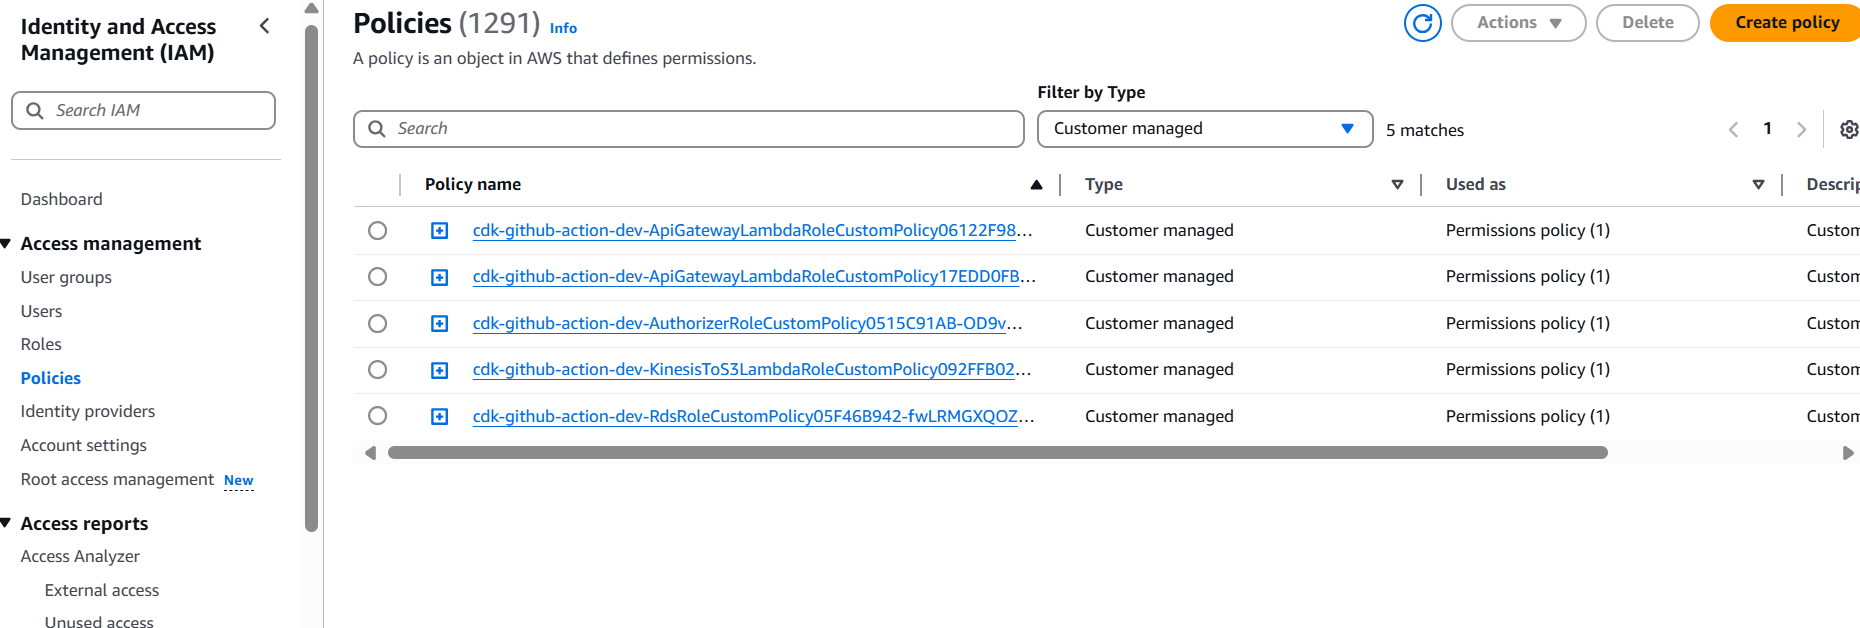 Identity and Access
Management (IAM)
Search IAM
Dashboard
Access management
User groups
Users
Roles
Policies
Identity providers
Account settings
Root access management New
Access reports
Access Analyzer
External access
Unused access
Policies (1291) Info
A policy is an object in AWS that defines permissions.
Actions
Delete
Create policy
Filter by Type
Search
Customer managed
5 matches
1
Policy name Type Used as Descrip
cdk-github-action-dev-ApiGatewayLambdaRoleCustomPolicy06122F98... Customer managed Permissions policy (1) Custom
cdk-github-action-dev-ApiGatewayLambdaRoleCustomPolicy17EDD0FB... Customer managed Permissions policy (1) Custom
cdk-github-action-dev-AuthorizerRoleCustomPolicy0515C91AB-OD9v... Customer managed Permissions policy (1) Custom
cdk-github-action-dev-KinesisToS3LambdaRoleCustomPolicy092FFB02... Customer managed Permissions policy (1) Custom
cdk-github-action-dev-RdsRoleCustomPolicy05F46B942-fwLRMGXQOZ... Customer managed Permissions policy (1) Custom